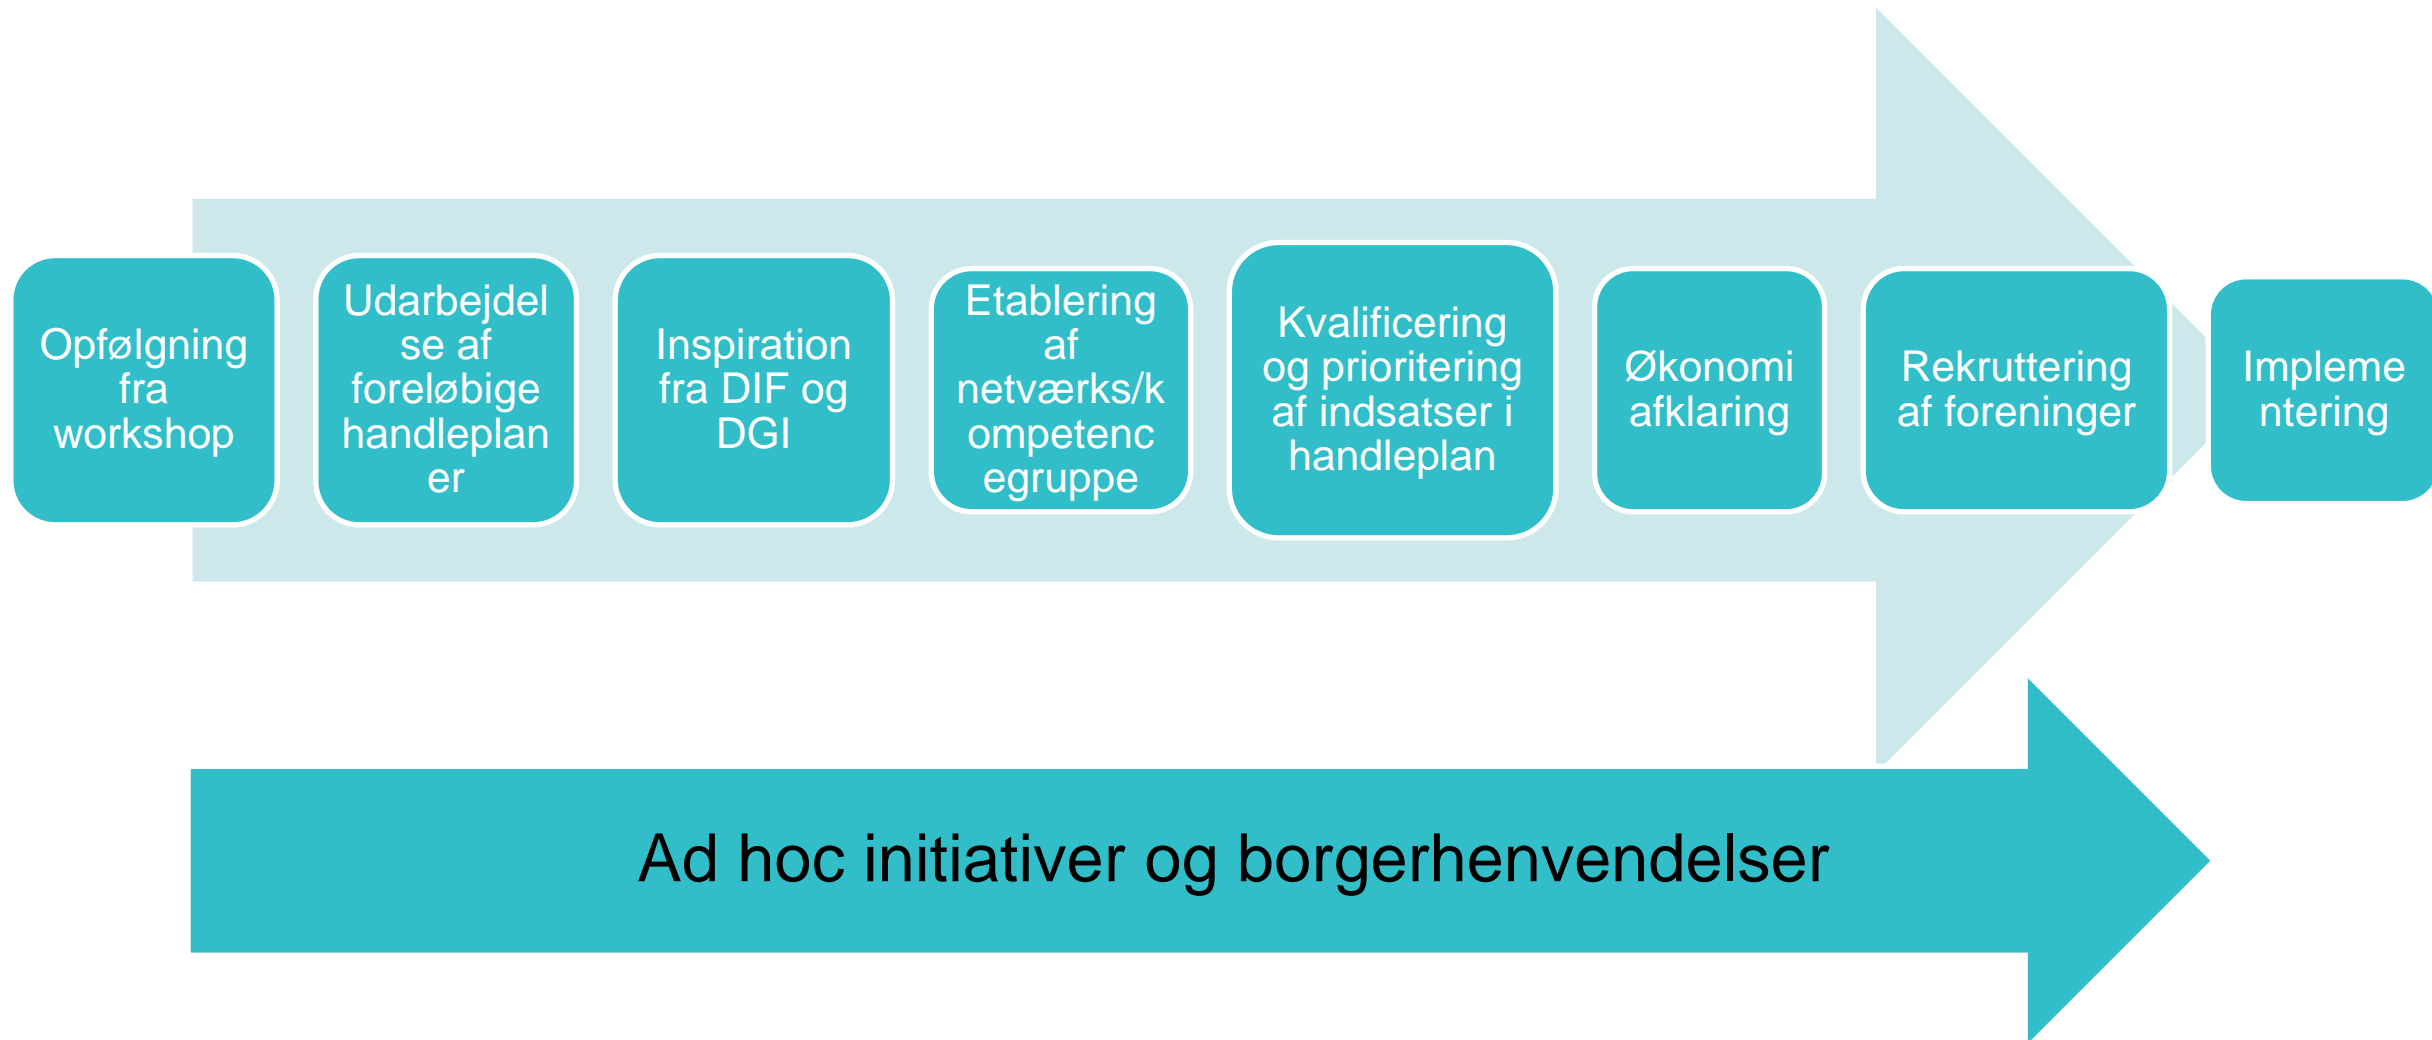 Opfølgning
fra
workshop
Udarbejdel
se af
foreløbige
handleplan
er
Inspiration
fra DIF og
DGI
Etablering
af
netværks/k
ompetenc
egruppe
Kvalificering
og prioritering
af indsatser i
handleplan
Økonomi
afklaring
Rekruttering
af foreninger
Impleme
ntering
Ad hoc initiativer og borgerhenvendelser